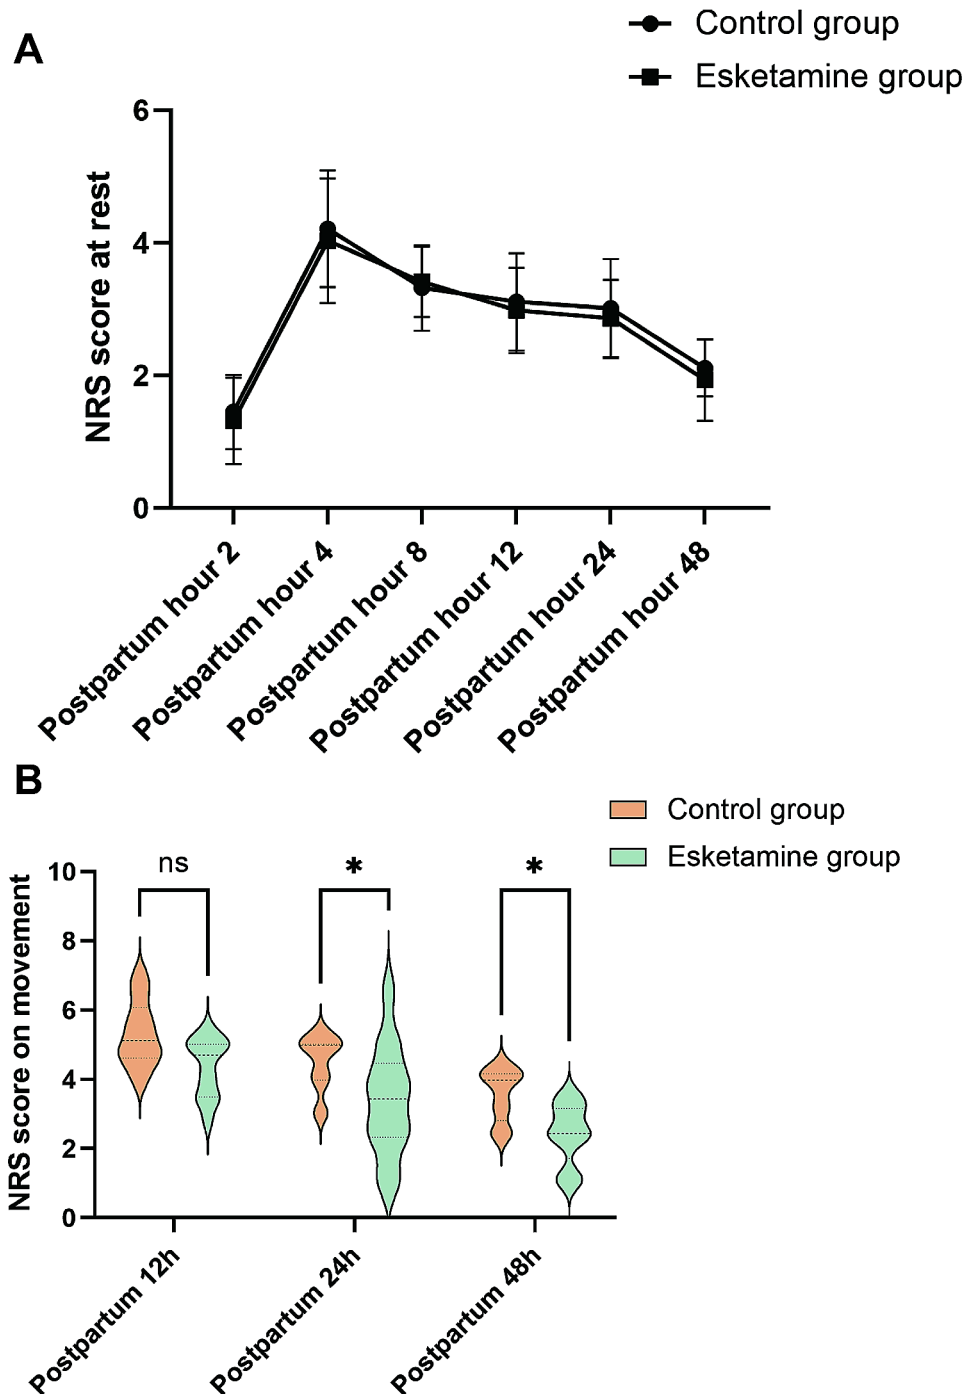 A
Control group
Esketamine group
NRS score at rest
6
4
2
0
Postpartum hour 2
Postpartum hour 4
Postpartum hour 8
Postpartum hour 12
Postpartum hour 24
Postpartum hour 48
B
Control group
Esketamine group
NRS score on movement
10
8
6
4
2
0
ns
*
*
Postpartum 12h
Postpartum 24h
Postpartum 48h